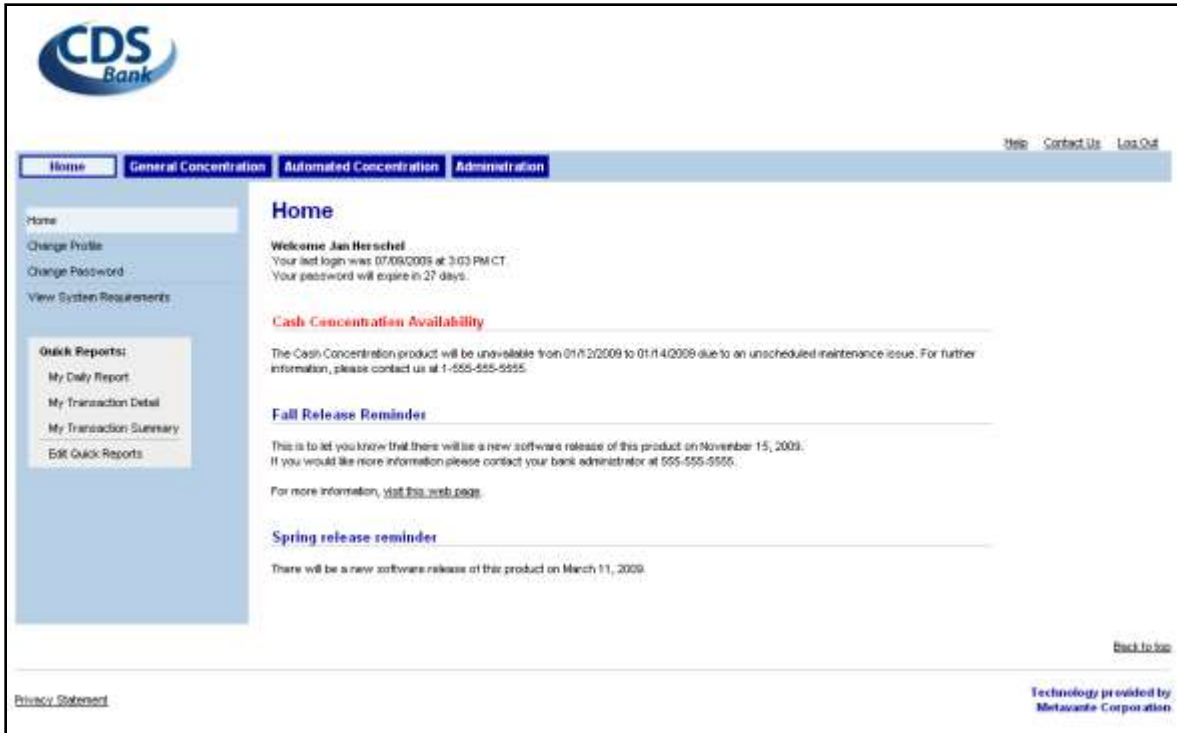 CDS
Bank
Help Contact Us Log Out
Home General Concentration Automated Concentration Administration
Home
Change Profile
Change Password
View System Requirements
Quick Reports:
My Daily Report
My Transaction Detail
My Transaction Summary
Edit Quick Reports
Home
Welcome Jan Herschel
Your last login was 07/09/2009 at 3:03 PM CT.
Your password will expire in 27 days.
Cash Concentration Availability
The Cash Concentration product will be unavailable from 01/12/2009 to 01/14/2009 due to an unscheduled maintenance issue. For further
information, please contact us at 1-555-555-5555.
Fall Release Reminder
This is to let you know that there will be a new software release of this product on November 15, 2009.
If you would like more information please contact your bank administrator at 555-555-5555.
For more information, visit this web page.
Spring release reminder
There will be a new software release of this product on March 11, 2009.
Back to top
Privacy Statement
Technology provided by
Metavante Corporation